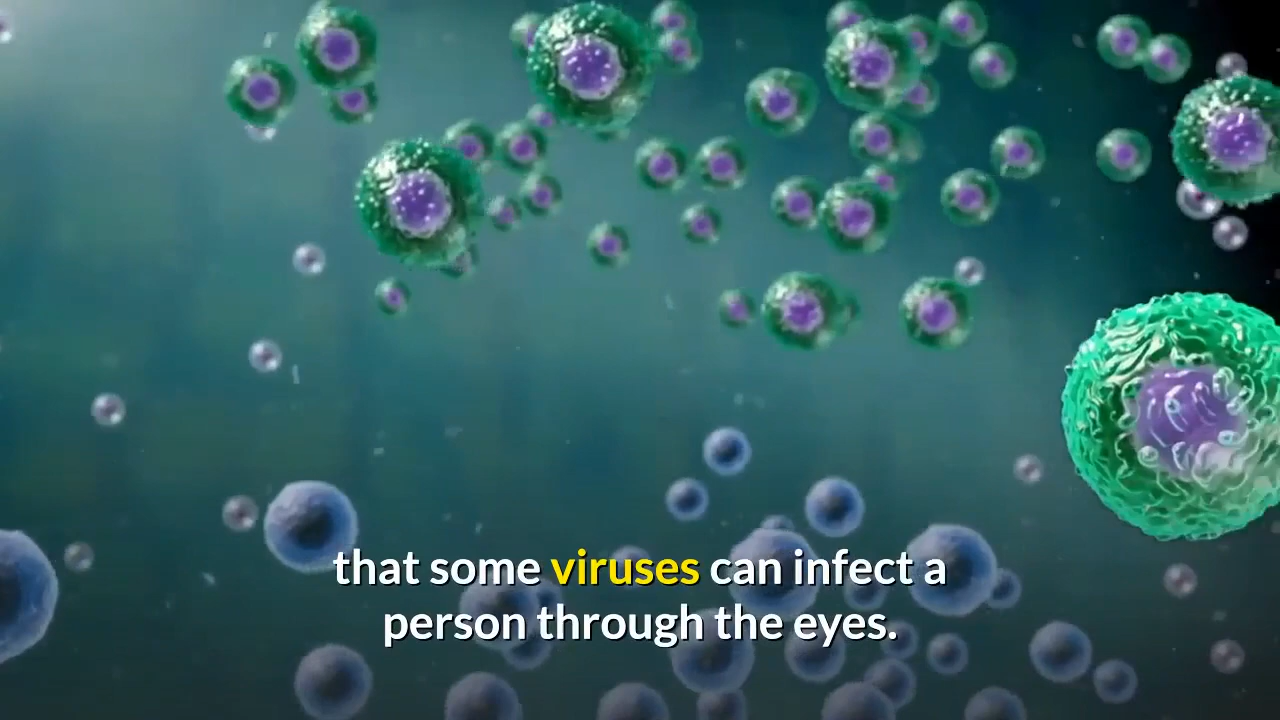 that some viruses can infect a
person through the eyes.